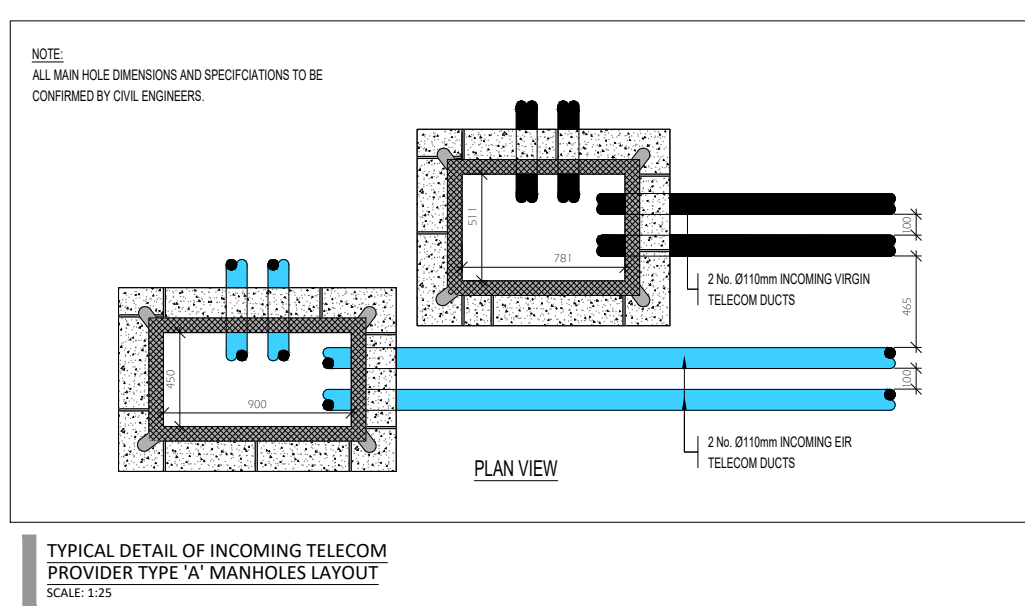 NOTE:
ALL MAIN HOLE DIMENSIONS AND SPECIFCIATIONS TO BE
CONFIRMED BY CIVIL ENGINEERS.
511
781
100
2 No. Ø110mm INCOMING VIRGIN
TELECOM DUCTS
465
450
900
100
2 No. Ø110mm INCOMING EIR
TELECOM DUCTS
PLAN VIEW
TYPICAL DETAIL OF INCOMING TELECOM
PROVIDER TYPE 'A' MANHOLES LAYOUT
SCALE: 1:25